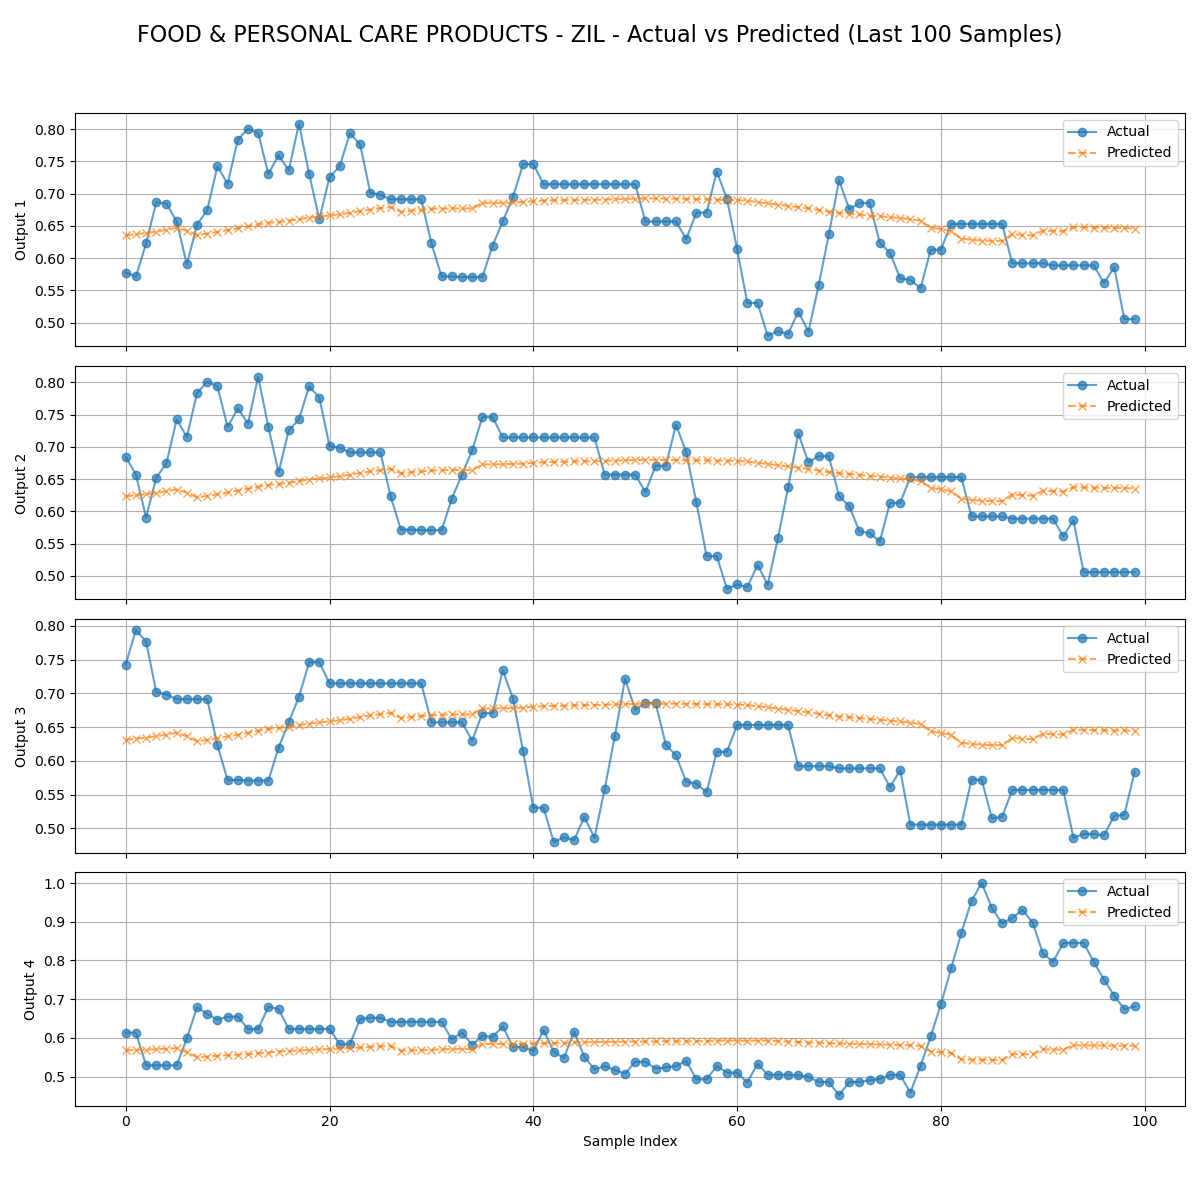 FOOD & PERSONAL CARE PRODUCTS - ZIL - Actual vs Predicted (Last 100 Samples)
Output 1
0.80
0.75
0.70
0.65
0.60
0.55
0.50
Actual
Predicted
Output 2
0.80
0.75
0.70
0.65
0.60
0.55
0.50
Actual
Predicted
Output 3
0.80
0.75
0.70
0.65
0.60
0.55
0.50
Actual
Predicted
Output 4
1.0
0.9
0.8
0.7
0.6
0.5
Actual
Predicted
0 20 40 60 80 100
Sample Index